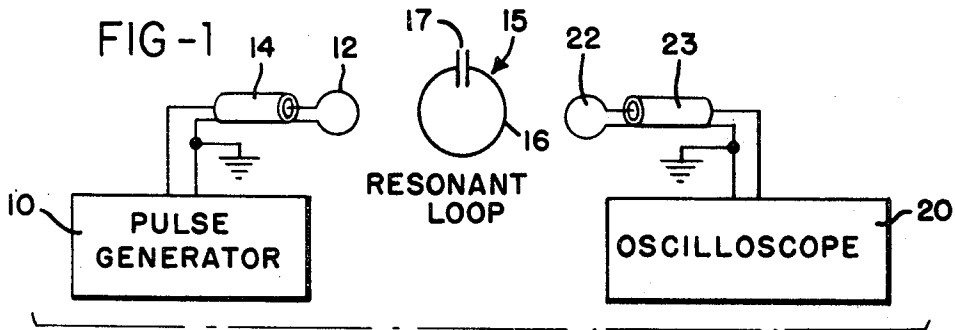 FIG-1
14
12
17
15
16
22
23
RESONANT
LOOP
10
PULSE
GENERATOR
OSCILLOSCOPE
20